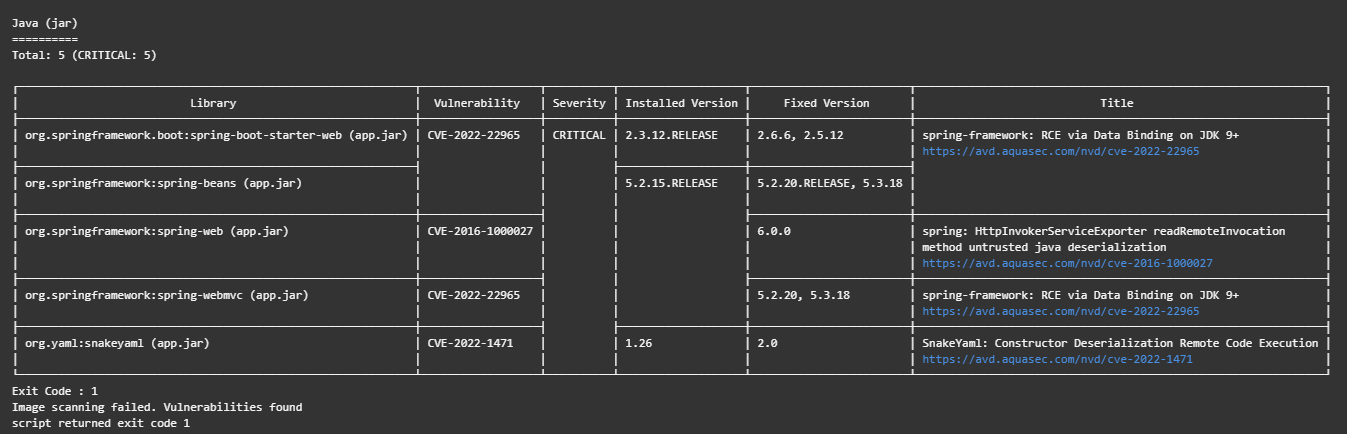 Java (jar)
==========
Total: 5 (CRITICAL: 5)
Library Vulnerability Severity Installed Version Fixed Version Title
org.springframework.boot:spring-boot-starter-web (app.jar) CVE-2022-22965 CRITICAL 2.3.12.RELEASE 2.6.6, 2.5.12 spring-framework: RCE via Data Binding on JDK 9+
https://avd.aquasec.com/nvd/cve-2022-22965
org.springframework:spring-beans (app.jar) 5.2.15.RELEASE 5.2.20.RELEASE, 5.3.18
org.springframework:spring-web (app.jar) CVE-2016-1000027 6.0.0 spring: HttpInvokerServiceExporter readRemoteInvocation
method untrusted java deserialization
https://avd.aquasec.com/nvd/cve-2016-1000027
org.springframework:spring-webmvc (app.jar) CVE-2022-22965 5.2.20, 5.3.18 spring-framework: RCE via Data Binding on JDK 9+
https://avd.aquasec.com/nvd/cve-2022-22965
org.yaml:snakeyaml (app.jar) CVE-2022-1471 1.26 2.0 SnakeYaml: Constructor Deserialization Remote Code Execution
https://avd.aquasec.com/nvd/cve-2022-1471
Exit Code : 1
Image scanning failed. Vulnerabilities found
script returned exit code 1